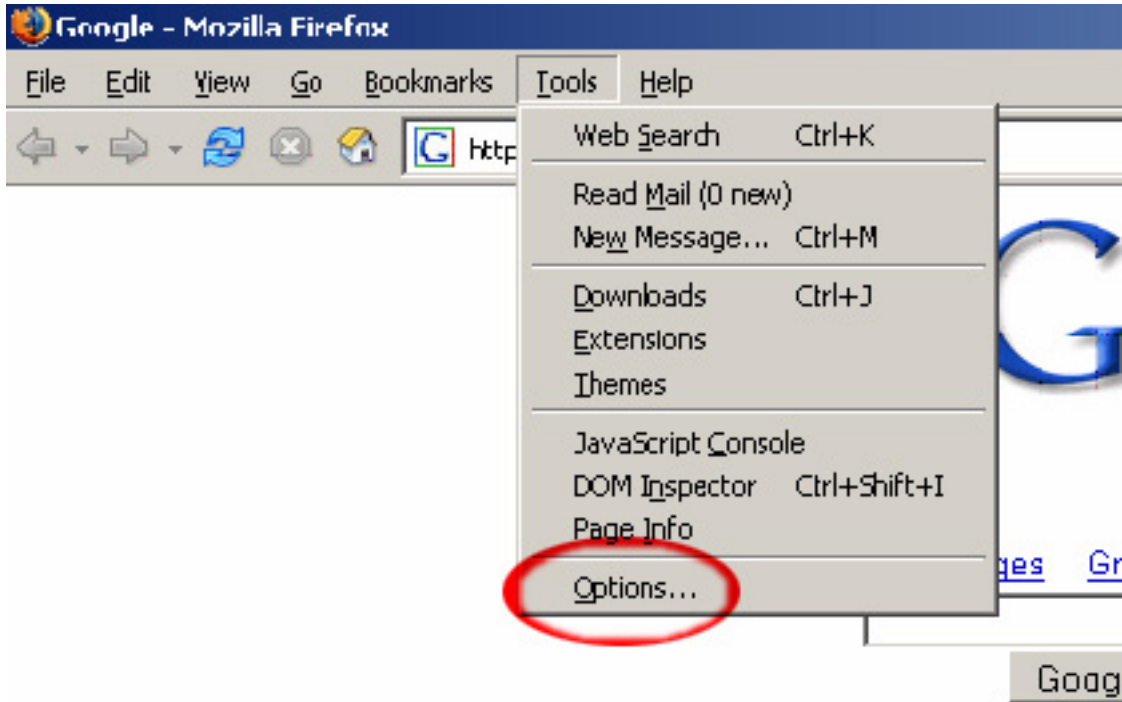 Google - Mozilla Firefox
File Edit View Go Bookmarks Tools Help
G http
Web Search Ctrl+K
Read Mail (0 new)
New Message... Ctrl+M
Downloads Ctrl+J
Extensions
Themes
JavaScript Console
DOM Inspector Ctrl+Shift+I
Page Info
Options...
G
ges Gr
Goog